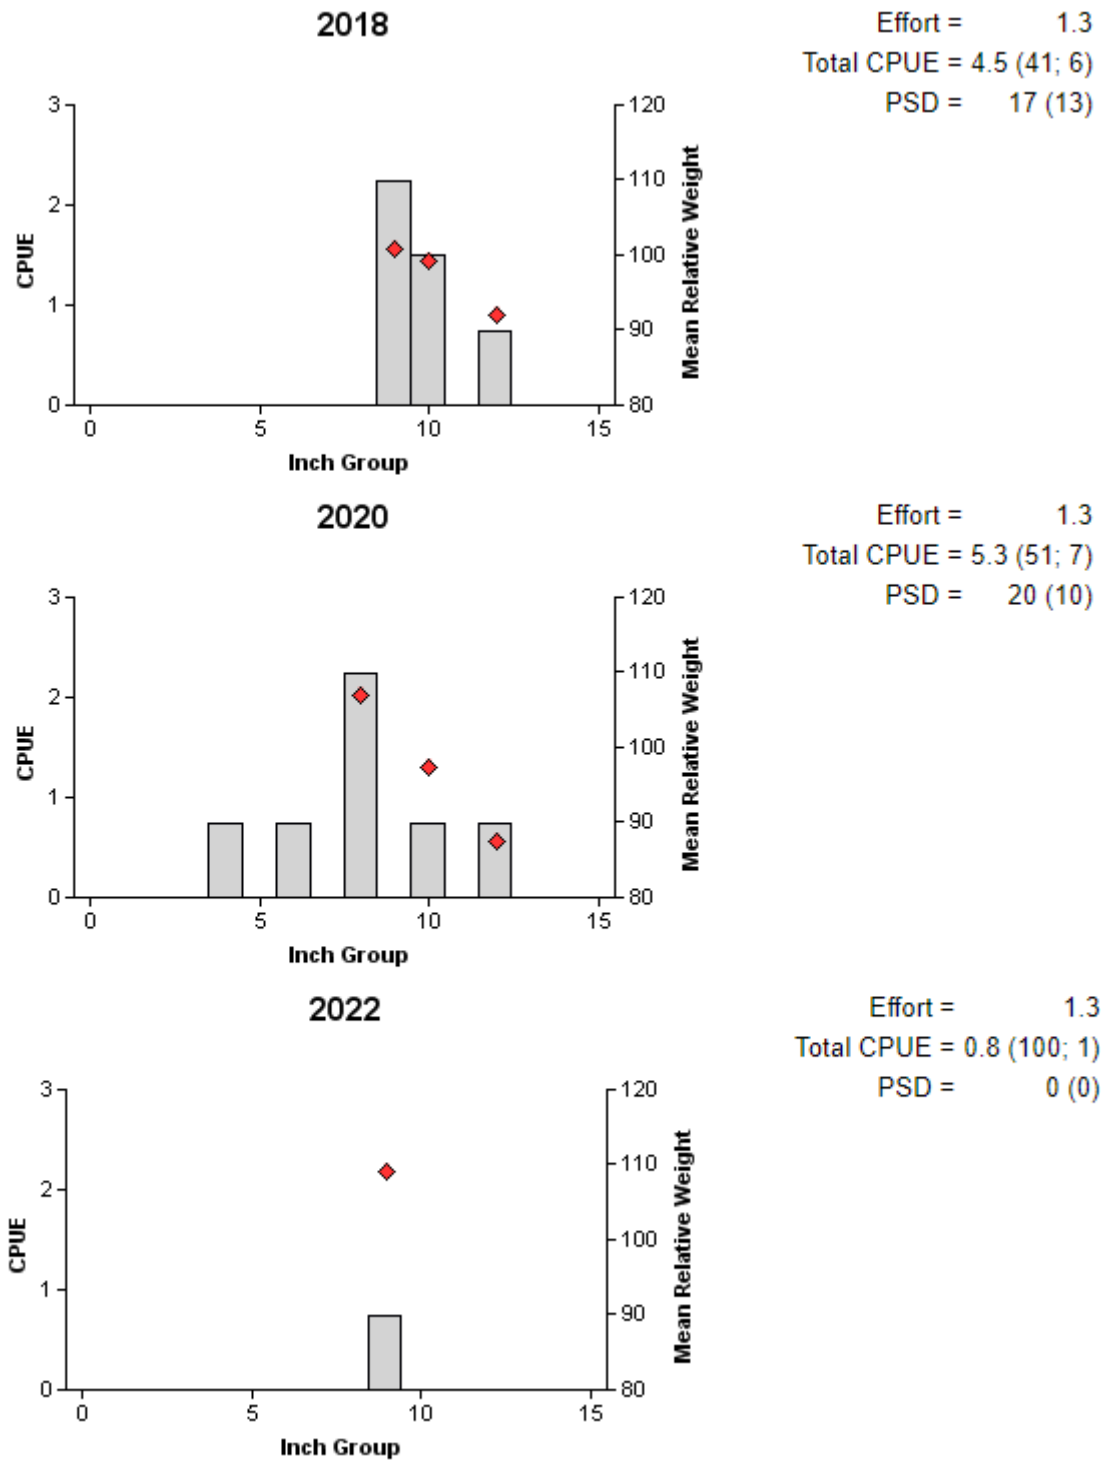 2018
Effort = 1.3
Total CPUE = 4.5 (41; 6)
PSD = 17 (13)
3
2
1
0
CPUE
120
110
100
90
80
Mean Relative Weight
0 5 10 15
Inch Group
2020
Effort = 1.3
Total CPUE = 5.3 (51; 7)
PSD = 20 (10)
3
2
1
0
CPUE
120
110
100
90
80
Mean Relative Weight
0 5 10 15
Inch Group
2022
Effort = 1.3
Total CPUE = 0.8 (100; 1)
PSD = 0 (0)
3
2
1
0
CPUE
120
110
100
90
80
Mean Relative Weight
0 5 10 15
Inch Group